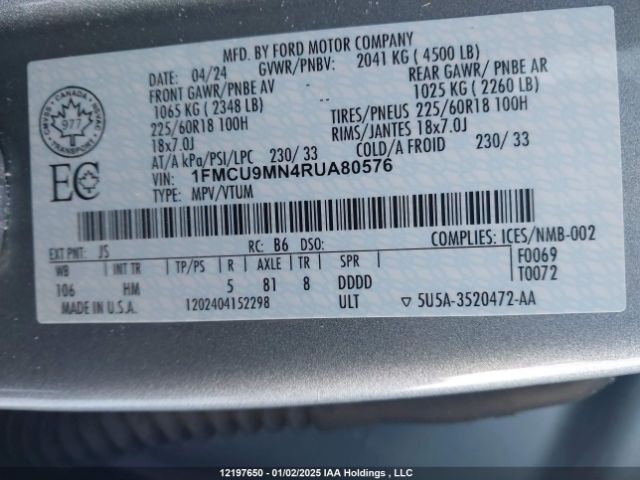 MFD. BY FORD MOTOR COMPANY
DATE: 04/24 GVWR/PNBV: 2041 KG ( 4500 LB)
FRONT GAWR/PNBE AV REAR GAWR/ PNBE AR
1065 KG ( 2348 LB) 1025 KG ( 2260 LB)
225/60R18 100H TIRES/PNEUS 225/60R18 100H
18x7.0J RIMS/JANTES 18x7.0J
AT/A kPa/PSI/LPC 230/ 33 COLD/A FROID 230/ 33
VIN: 1FMCU9MN4RUA80576
TYPE: MPV/VTUM
CANADA
977
TRANSPORT
EC
EXT PNT: JS RC: B6 DSO: COMPLIES: ICES/NMB-002
WB INT TR TP/PS R AXLE TR SPR F0069
106 HM 5 81 8 DDDD T0072
MADE IN U.S.A. 1202404152298 ULT ▽ 5U5A-3520472-AA
12197650 - 01/02/2025 IAA Holdings , LLC